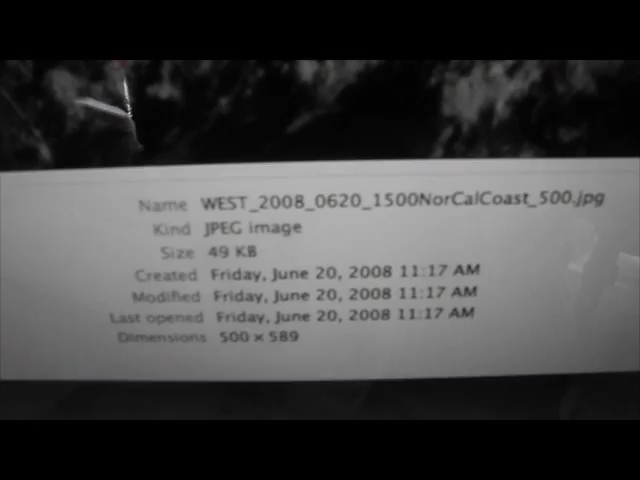 Name WEST_2008_0620_1500NorCalCoast_500.jpg
Kind JPEG image
Size 49 KB
Created Friday, June 20, 2008 11:17 AM
Modified Friday, June 20, 2008 11:17 AM
Last opened Friday, June 20, 2008 11:17 AM
Dimensions 500 × 589